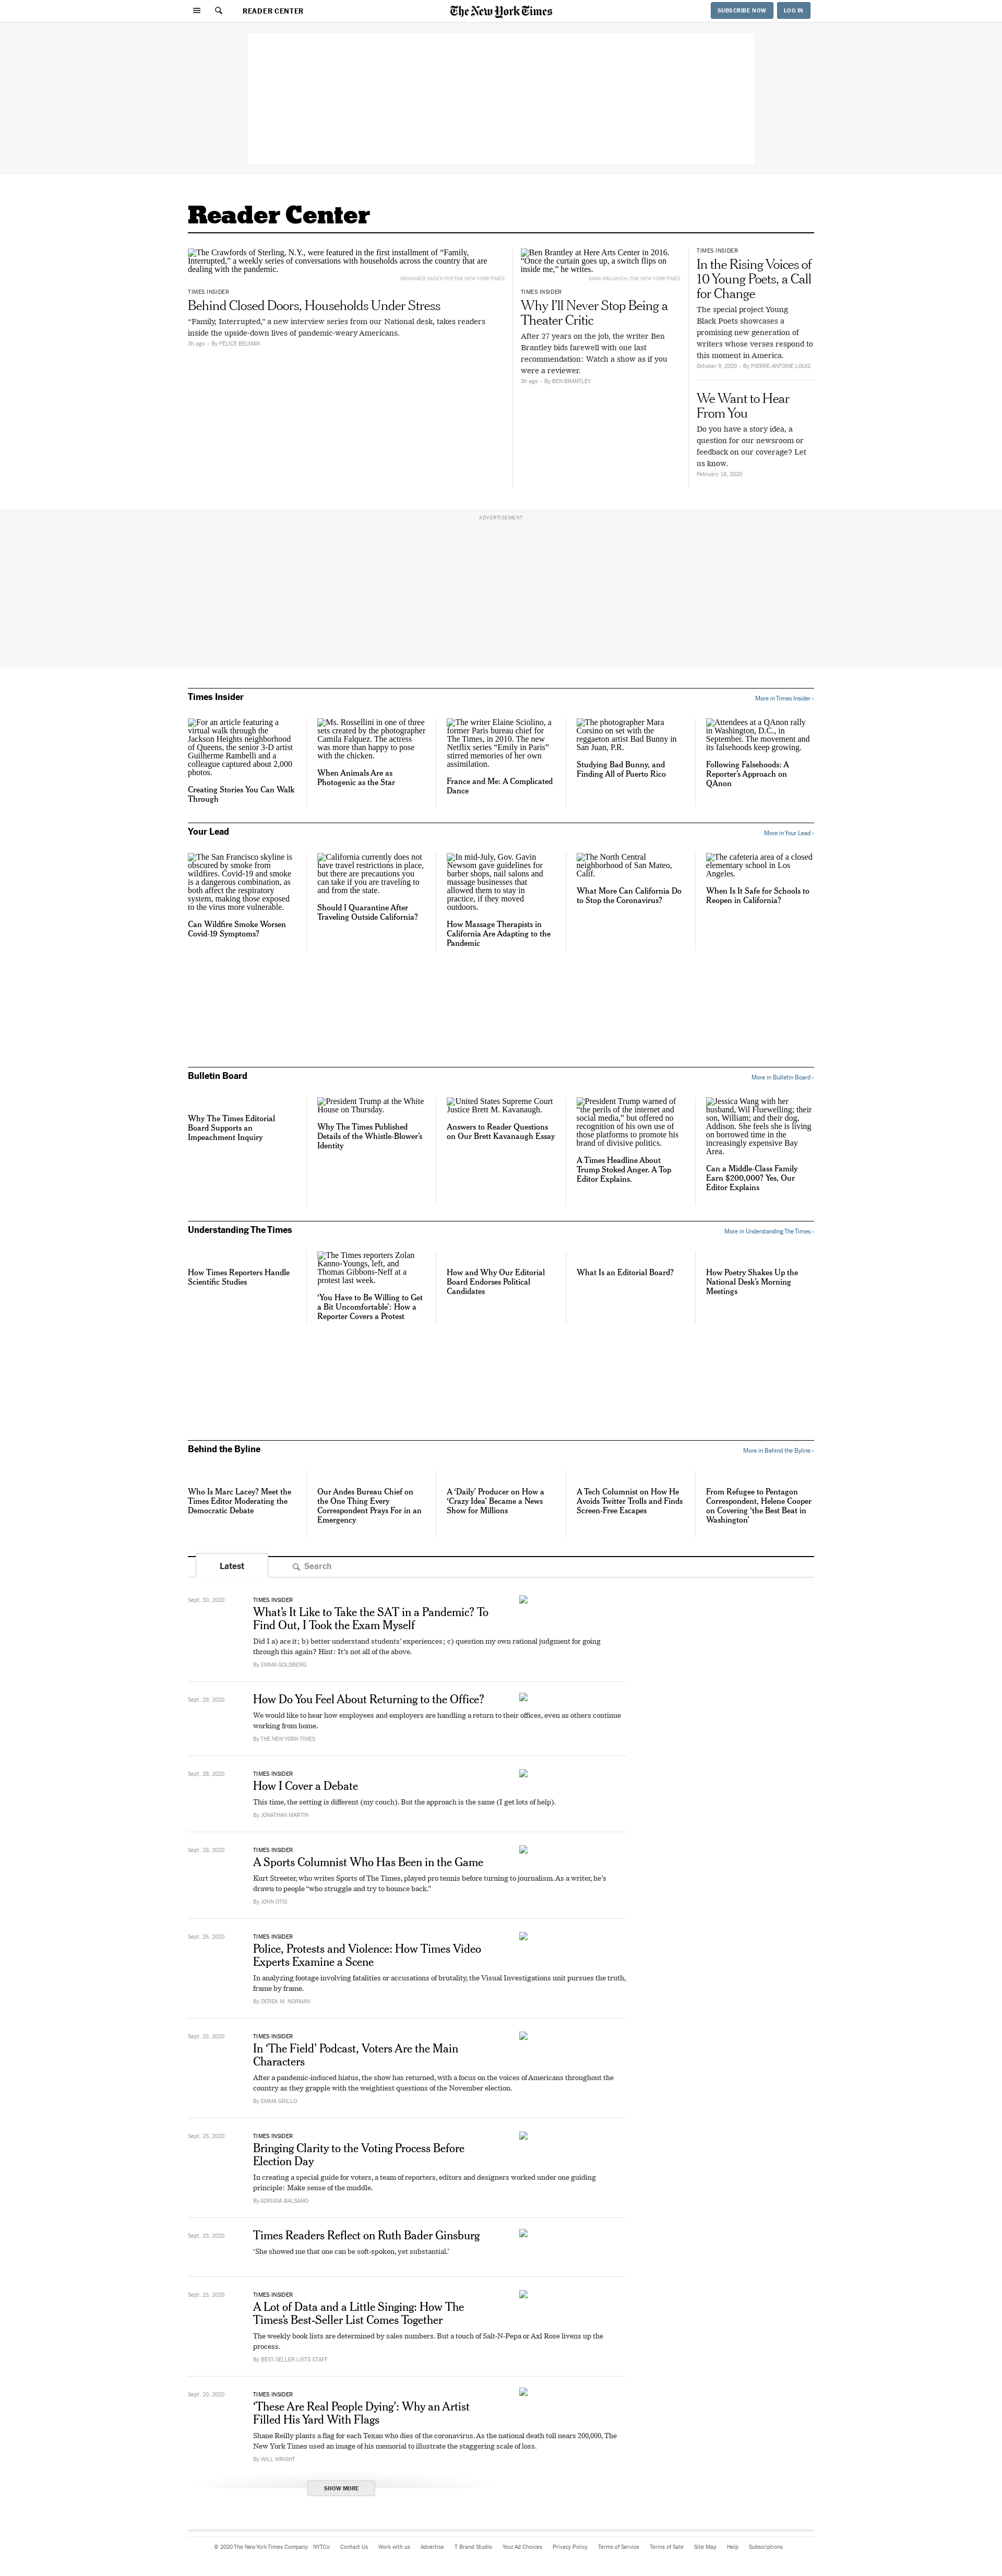 READER CENTER
The New York Times
SUBSCRIBE NOW
LOG IN
Reader Center
The Crawfords of Sterling, N.Y., were featured in the first installment of “Family,
Interrupted,” a weekly series of conversations with households across the country that are
dealing with the pandemic.
MOHAMED SADEK FOR THE NEW YORK TIMES
TIMES INSIDER
Behind Closed Doors, Households Under Stress
“Family, Interrupted,” a new interview series from our National desk, takes readers
inside the upside-down lives of pandemic-weary Americans.
3h ago – By FELICE BELMAN
Ben Brantley at Here Arts Center in 2016.
“Once the curtain goes up, a switch flips on
inside me,” he writes.
SARA KRULWICH/THE NEW YORK TIMES
TIMES INSIDER
Why I’ll Never Stop Being a
Theater Critic
After 27 years on the job, the writer Ben
Brantley bids farewell with one last
recommendation: Watch a show as if you
were a reviewer.
3h ago – By BEN BRANTLEY
TIMES INSIDER
In the Rising Voices of
10 Young Poets, a Call
for Change
The special project Young
Black Poets showcases a
promising new generation of
writers whose verses respond to
this moment in America.
October 9, 2020 – By PIERRE-ANTOINE LOUIS
We Want to Hear
From You
Do you have a story idea, a
question for our newsroom or
feedback on our coverage? Let
us know.
February 18, 2020
ADVERTISEMENT
Times Insider
More in Times Insider ›
For an article featuring a
virtual walk through the
Jackson Heights neighborhood
of Queens, the senior 3-D artist
Guilherme Rambelli and a
colleague captured about 2,000
photos.
Creating Stories You Can Walk
Through
Ms. Rossellini in one of three
sets created by the photographer
Camila Falquez. The actress
was more than happy to pose
with the chicken.
When Animals Are as
Photogenic as the Star
The writer Elaine Sciolino, a
former Paris bureau chief for
The Times, in 2010. The new
Netflix series “Emily in Paris”
stirred memories of her own
assimilation.
France and Me: A Complicated
Dance
The photographer Mara
Corsino on set with the
reggaeton artist Bad Bunny in
San Juan, P.R.
Studying Bad Bunny, and
Finding All of Puerto Rico
Attendees at a QAnon rally
in Washington, D.C., in
September. The movement and
its falsehoods keep growing.
Following Falsehoods: A
Reporter’s Approach on
QAnon
Your Lead
More in Your Lead ›
The San Francisco skyline is
obscured by smoke from
wildfires. Covid-19 and smoke
is a dangerous combination, as
both affect the respiratory
system, making those exposed
to the virus more vulnerable.
Can Wildfire Smoke Worsen
Covid-19 Symptoms?
California currently does not
have travel restrictions in place,
but there are precautions you
can take if you are traveling to
and from the state.
Should I Quarantine After
Traveling Outside California?
In mid-July, Gov. Gavin
Newsom gave guidelines for
barber shops, nail salons and
massage businesses that
allowed them to stay in
practice, if they moved
outdoors.
How Massage Therapists in
California Are Adapting to the
Pandemic
The North Central
neighborhood of San Mateo,
Calif.
What More Can California Do
to Stop the Coronavirus?
The cafeteria area of a closed
elementary school in Los
Angeles.
When Is It Safe for Schools to
Reopen in California?
Bulletin Board
More in Bulletin Board ›
Why The Times Editorial
Board Supports an
Impeachment Inquiry
President Trump at the White
House on Thursday.
Why The Times Published
Details of the Whistle-Blower’s
Identity
United States Supreme Court
Justice Brett M. Kavanaugh.
Answers to Reader Questions
on Our Brett Kavanaugh Essay
President Trump warned of
“the perils of the internet and
social media,” but offered no
recognition of his own use of
those platforms to promote his
brand of divisive politics.
A Times Headline About
Trump Stoked Anger. A Top
Editor Explains.
Jessica Wang with her
husband, Wil Fluewelling; their
son, William; and their dog,
Addison. She feels she is living
on borrowed time in the
increasingly expensive Bay
Area.
Can a Middle-Class Family
Earn $200,000? Yes, Our
Editor Explains
Understanding The Times
More in Understanding The Times ›
How Times Reporters Handle
Scientific Studies
The Times reporters Zolan
Kanno-Youngs, left, and
Thomas Gibbons-Neff at a
protest last week.
‘You Have to Be Willing to Get
a Bit Uncomfortable’: How a
Reporter Covers a Protest
How and Why Our Editorial
Board Endorses Political
Candidates
What Is an Editorial Board?
How Poetry Shakes Up the
National Desk’s Morning
Meetings
Behind the Byline
More in Behind the Byline ›
Who Is Marc Lacey? Meet the
Times Editor Moderating the
Democratic Debate
Our Andes Bureau Chief on
the One Thing Every
Correspondent Prays For in an
Emergency
A ‘Daily’ Producer on How a
‘Crazy Idea’ Became a News
Show for Millions
A Tech Columnist on How He
Avoids Twitter Trolls and Finds
Screen-Free Escapes
From Refugee to Pentagon
Correspondent, Helene Cooper
on Covering ‘the Best Beat in
Washington’
Latest
Search
Sept. 30, 2020
TIMES INSIDER
What’s It Like to Take the SAT in a Pandemic? To
Find Out, I Took the Exam Myself
Did I a) ace it; b) better understand students’ experiences; c) question my own rational judgment for going
through this again? Hint: It’s not all of the above.
By EMMA GOLDBERG
Sept. 29, 2020
How Do You Feel About Returning to the Office?
We would like to hear how employees and employers are handling a return to their offices, even as others continue
working from home.
By THE NEW YORK TIMES
Sept. 28, 2020
TIMES INSIDER
How I Cover a Debate
This time, the setting is different (my couch). But the approach is the same (I get lots of help).
By JONATHAN MARTIN
Sept. 28, 2020
TIMES INSIDER
A Sports Columnist Who Has Been in the Game
Kurt Streeter, who writes Sports of The Times, played pro tennis before turning to journalism. As a writer, he’s
drawn to people “who struggle and try to bounce back.”
By JOHN OTIS
Sept. 26, 2020
TIMES INSIDER
Police, Protests and Violence: How Times Video
Experts Examine a Scene
In analyzing footage involving fatalities or accusations of brutality, the Visual Investigations unit pursues the truth,
frame by frame.
By DEREK M. NORMAN
Sept. 25, 2020
TIMES INSIDER
In ‘The Field’ Podcast, Voters Are the Main
Characters
After a pandemic-induced hiatus, the show has returned, with a focus on the voices of Americans throughout the
country as they grapple with the weightiest questions of the November election.
By EMMA GRILLO
Sept. 25, 2020
TIMES INSIDER
Bringing Clarity to the Voting Process Before
Election Day
In creating a special guide for voters, a team of reporters, editors and designers worked under one guiding
principle: Make sense of the muddle.
By ADRIANA BALSAMO
Sept. 23, 2020
Times Readers Reflect on Ruth Bader Ginsburg
‘She showed me that one can be soft-spoken, yet substantial.’
Sept. 23, 2020
TIMES INSIDER
A Lot of Data and a Little Singing: How The
Times’s Best-Seller List Comes Together
The weekly book lists are determined by sales numbers. But a touch of Salt-N-Pepa or Axl Rose livens up the
process.
By BEST-SELLER LISTS STAFF
Sept. 20, 2020
TIMES INSIDER
‘These Are Real People Dying’: Why an Artist
Filled His Yard With Flags
Shane Reilly plants a flag for each Texan who dies of the coronavirus. As the national death toll nears 200,000, The
New York Times used an image of his memorial to illustrate the staggering scale of loss.
By WILL WRIGHT
SHOW MORE
© 2020 The New York Times Company NYTCo Contact Us Work with us Advertise T Brand Studio Your Ad Choices Privacy Policy Terms of Service Terms of Sale Site Map Help Subscriptions